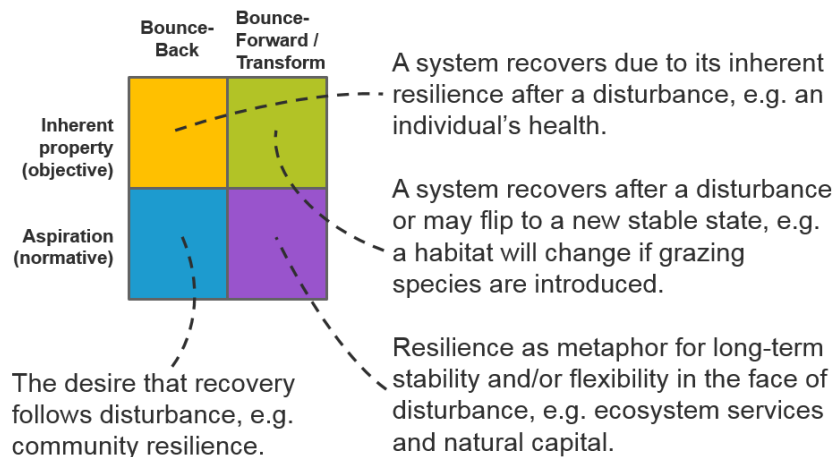 Bounce-
Back
Bounce-
Forward /
Transform
Inherent
property
(objective)
Aspiration
(normative)
A system recovers due to its inherent
resilience after a disturbance, e.g. an
individual's health.
A system recovers after a disturbance
or may flip to a new stable state, e.g.
a habitat will change if grazing
species are introduced.
Resilience as metaphor for long-term
stability and/or flexibility in the face of
disturbance, e.g. ecosystem services
and natural capital.
The desire that recovery
follows disturbance, e.g.
community resilience.